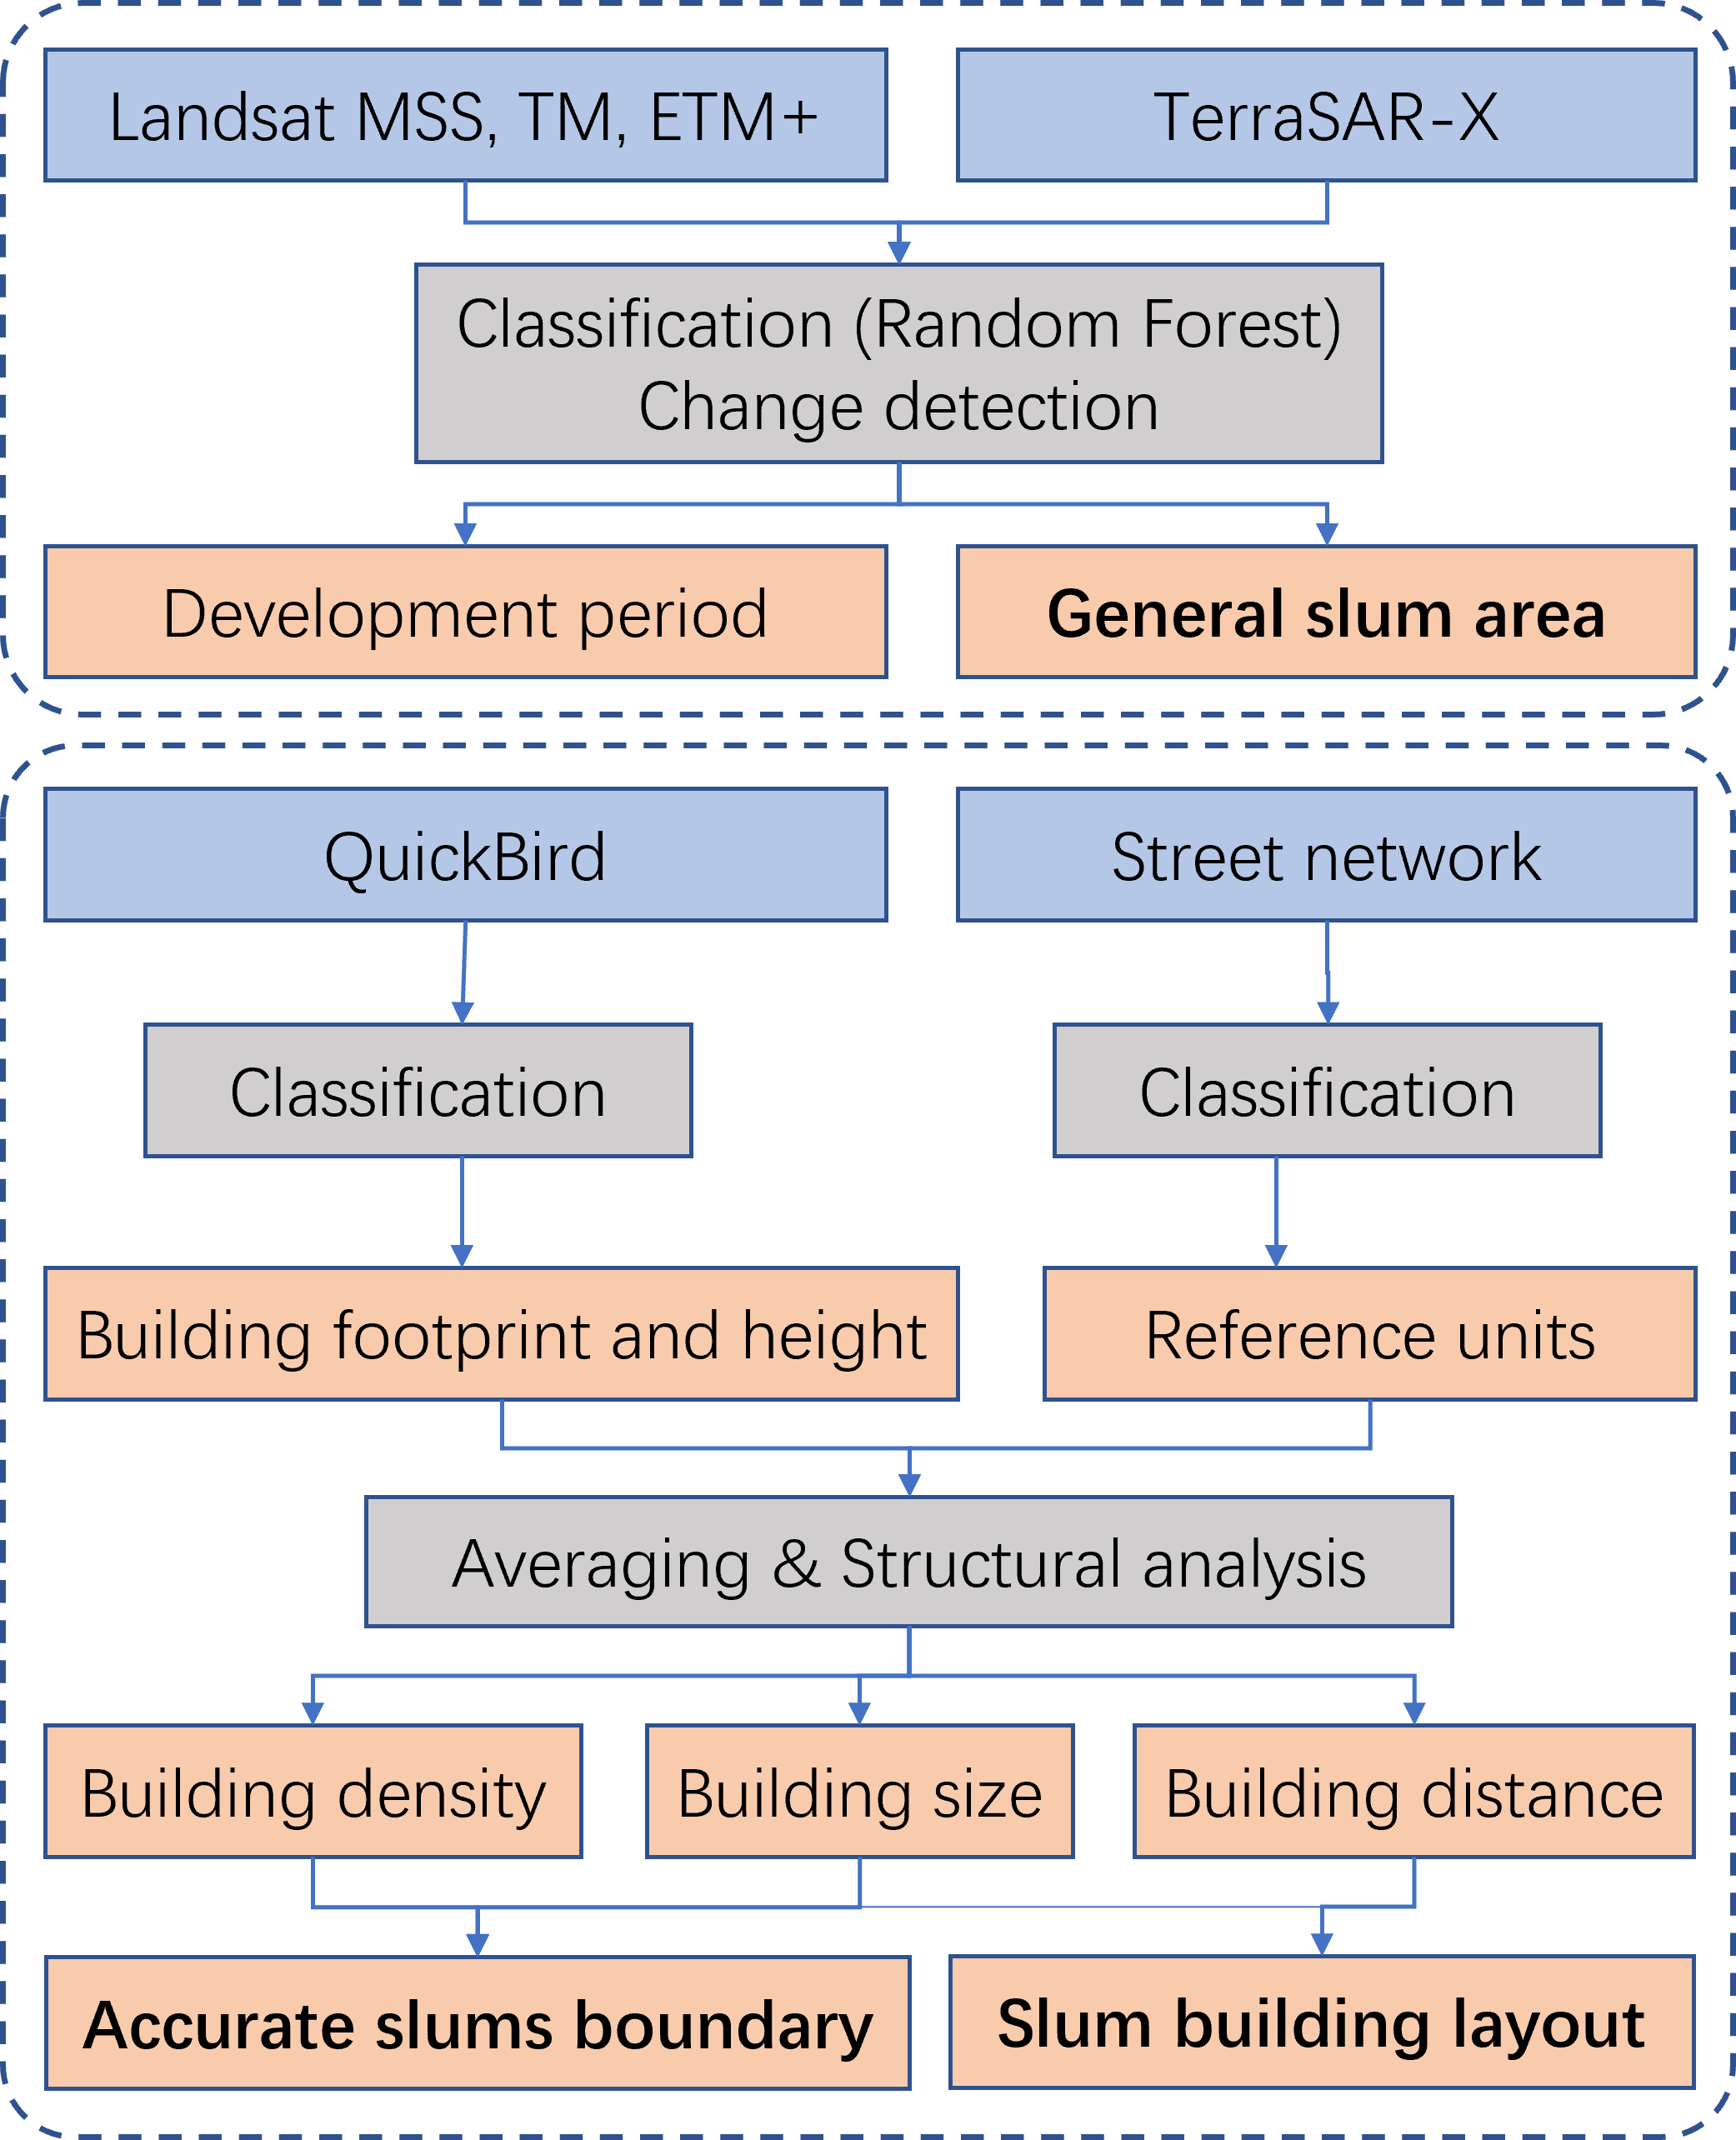 Landsat MSS, TM, ETM+
TerraSAR-X
Classification (Random Forest)
Change detection
Development period
General slum area
QuickBird
Street network
Classification
Classification
Building footprint and height
Reference units
Averaging & Structural analysis
Building density
Building size
Building distance
Accurate slums boundary
Slum building layout